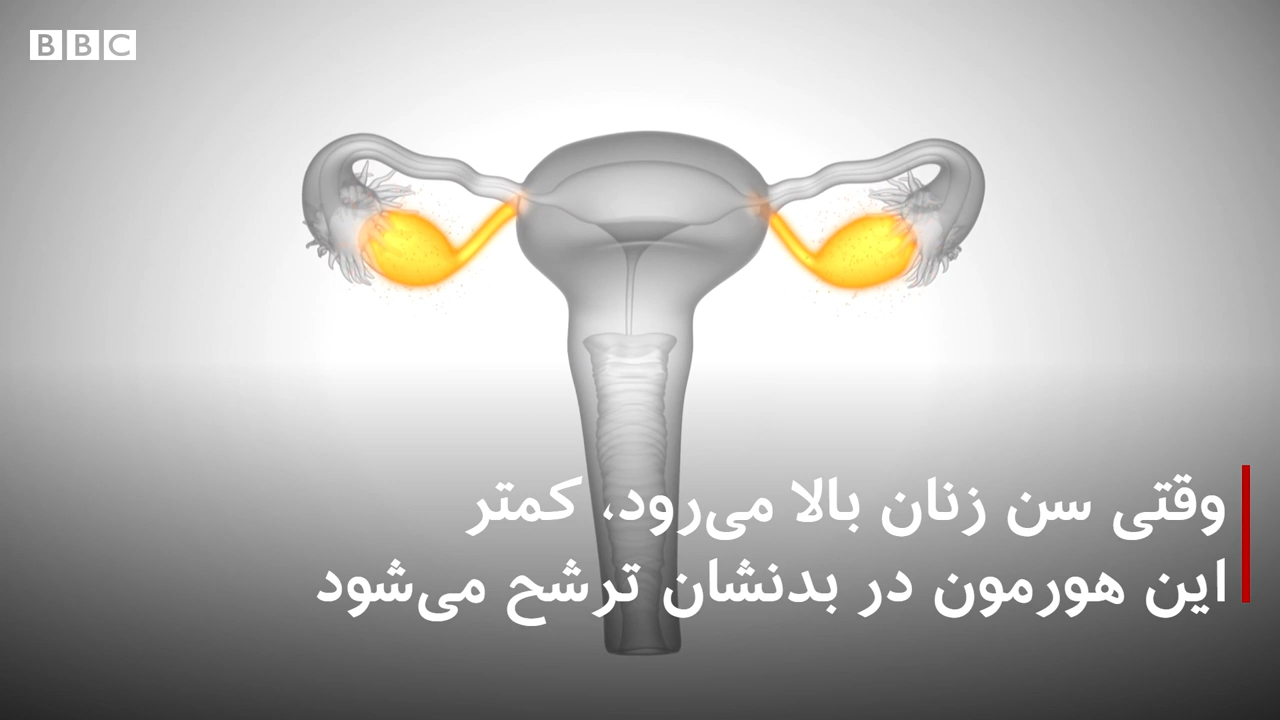 BBC
وقتی سن زنان بالا می‌رود، کمتر
این هورمون در بدنشان ترشح می‌شود